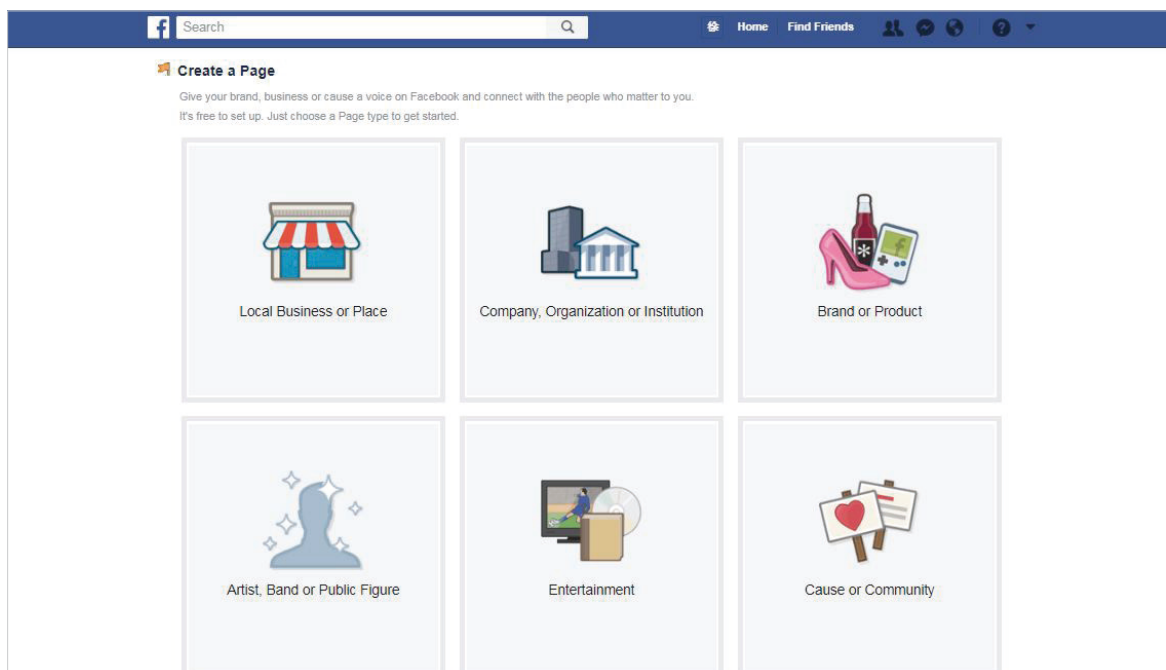 f Search Home Find Friends
Create a Page
Give your brand, business or cause a voice on Facebook and connect with the people who matter to you.
It's free to set up. Just choose a Page type to get started.
Local Business or Place
Company, Organization or Institution
Brand or Product
Artist, Band or Public Figure
Entertainment
Cause or Community